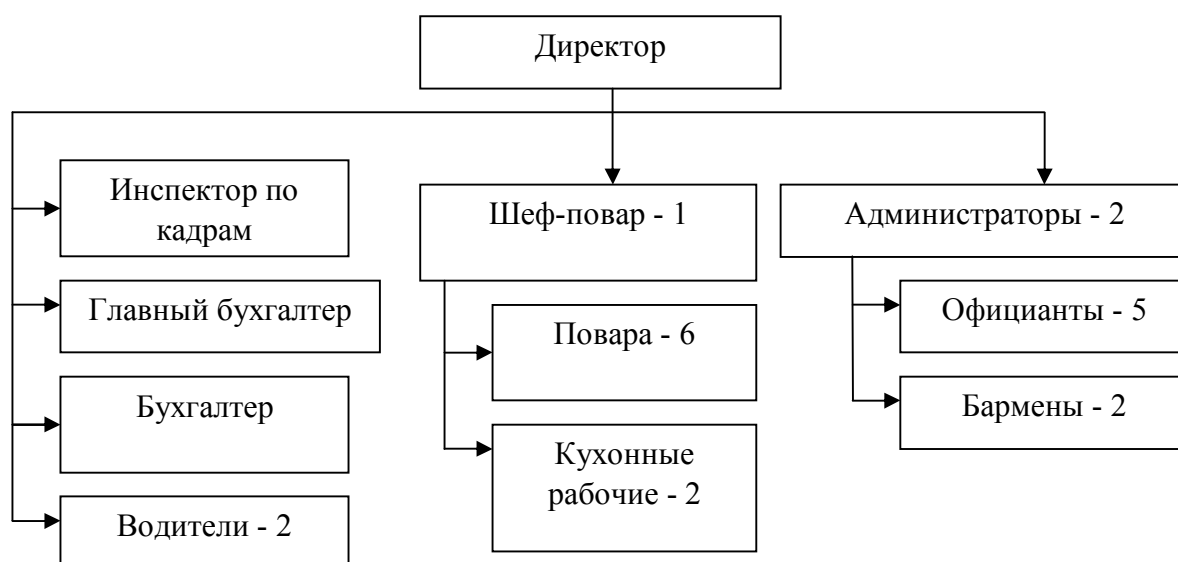 Директор
Инспектор по
кадрам
Главный бухгалтер
Бухгалтер
Водители - 2
Шеф-повар - 1
Повара - 6
Кухонные
рабочие - 2
Администраторы - 2
Официанты - 5
Бармены - 2